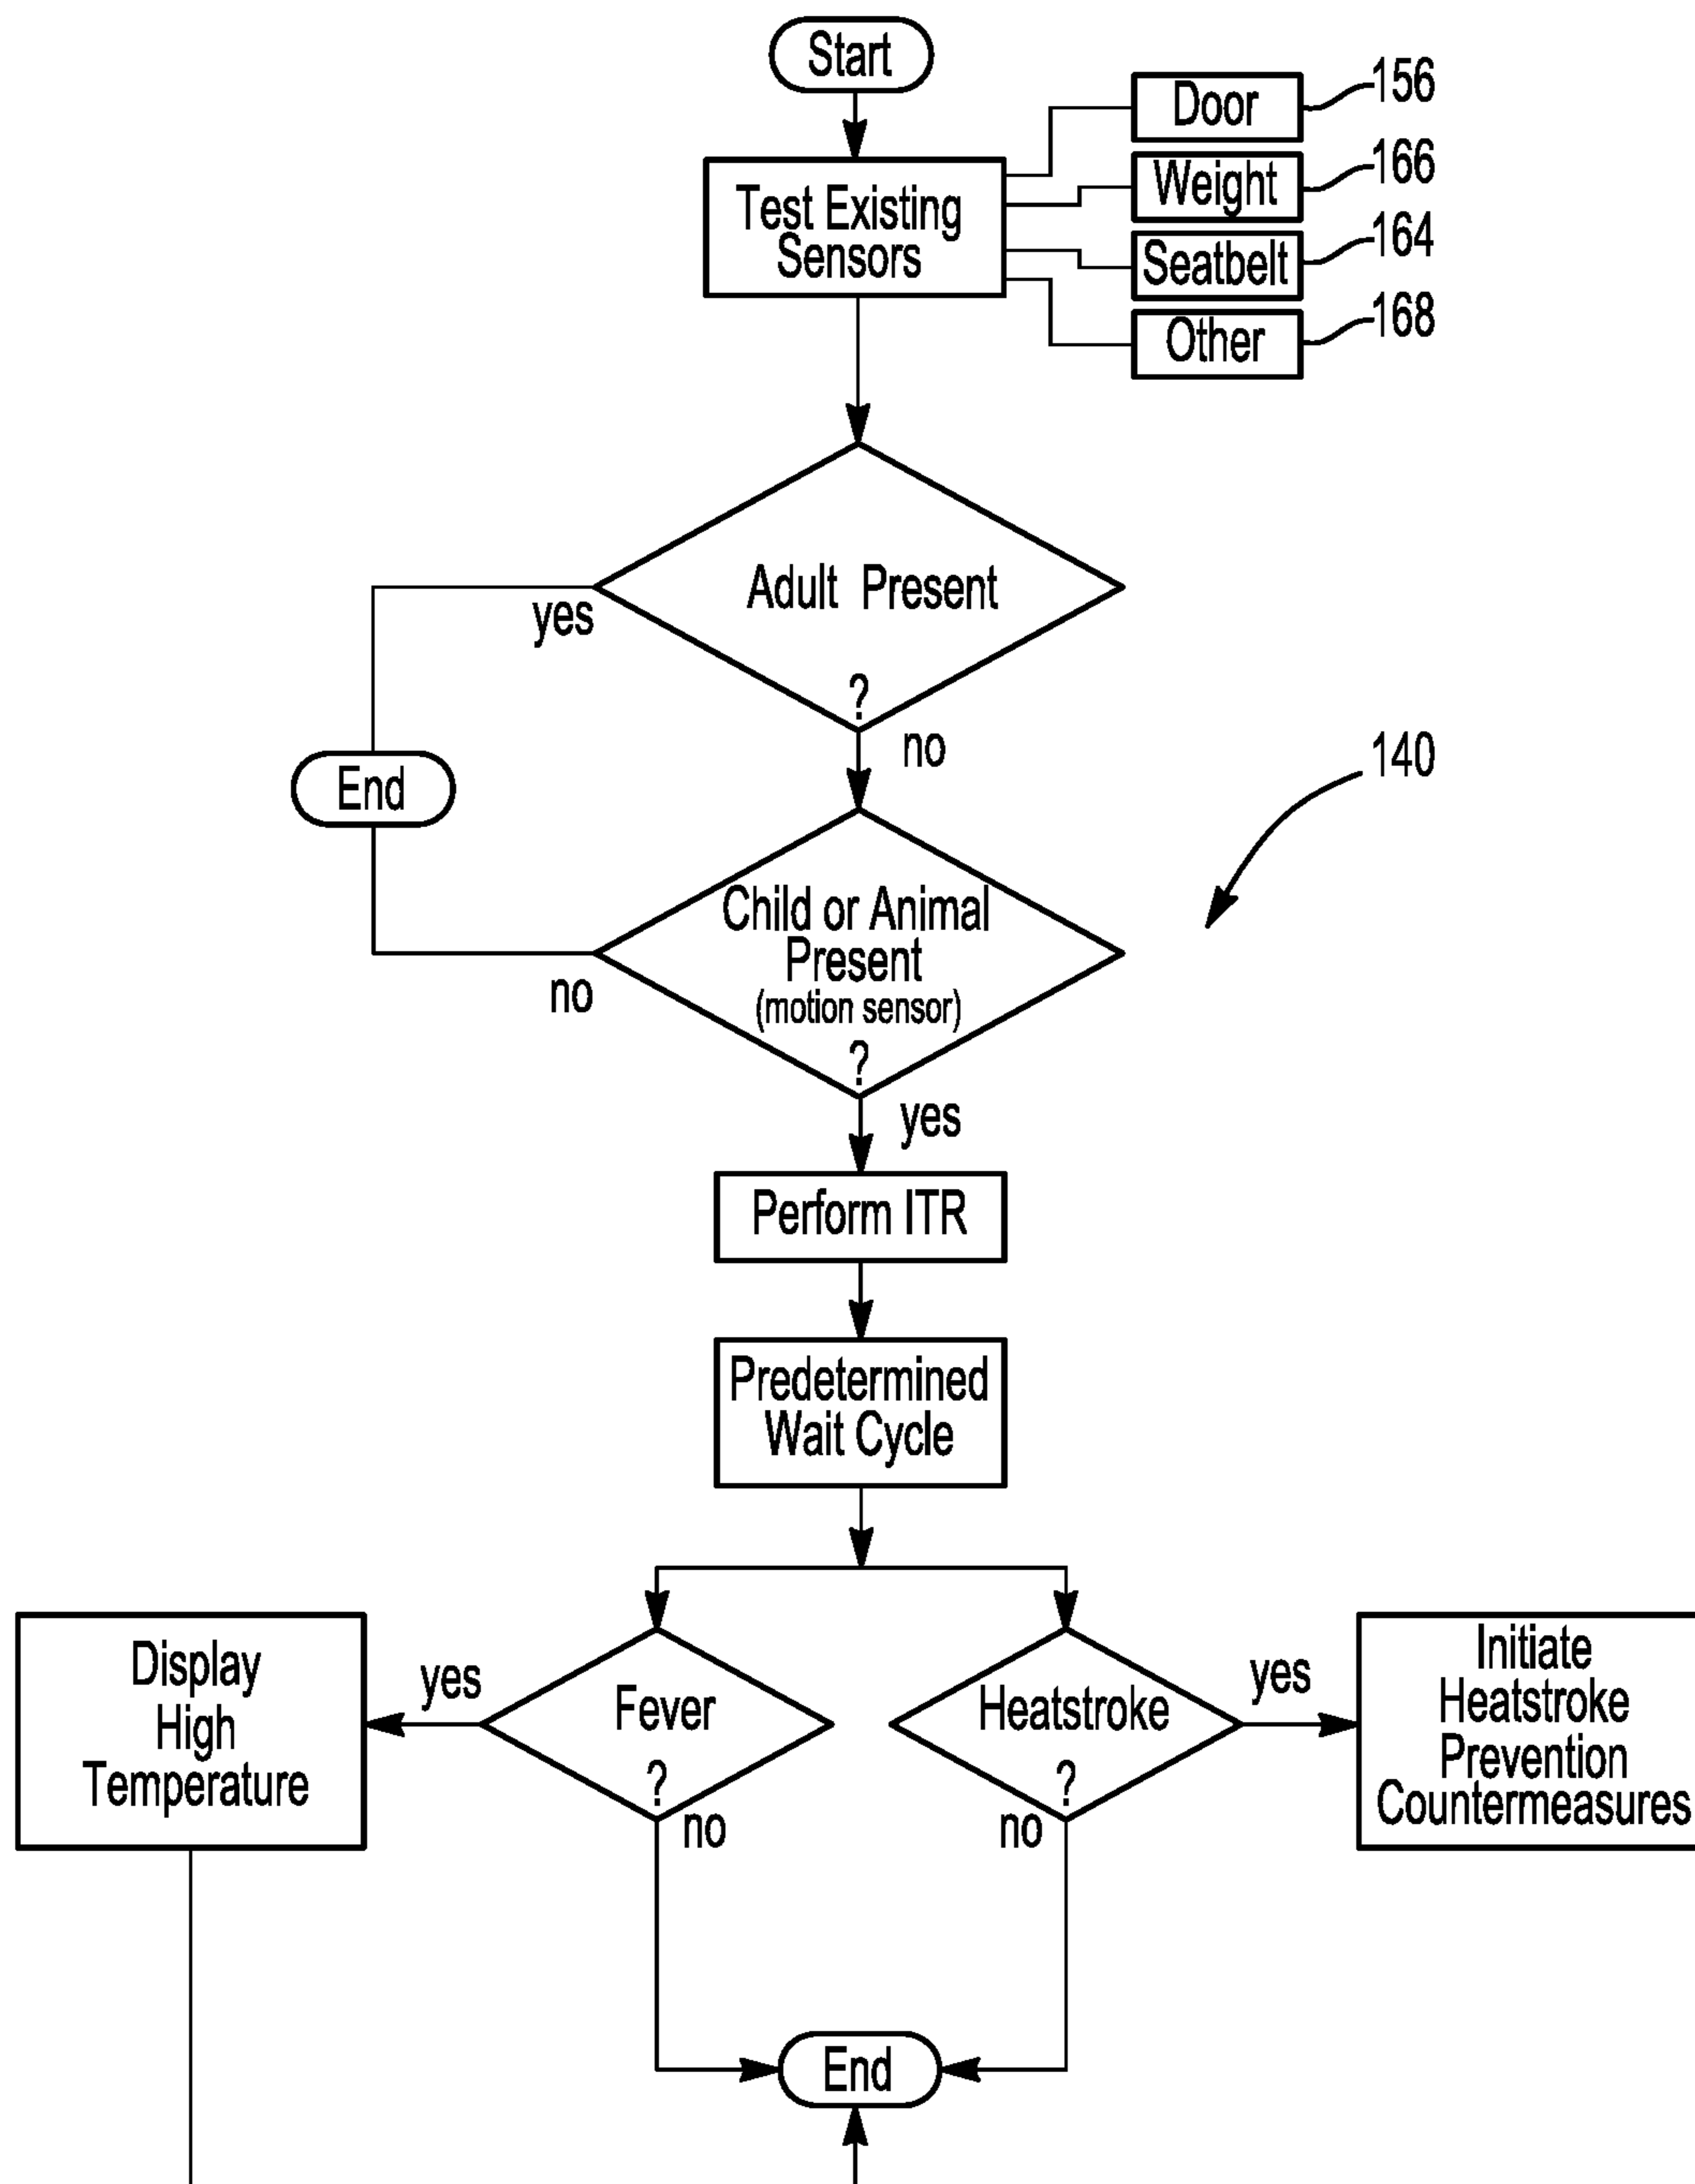 Start
Door
156
Weight
166
Test Existing
Sensors
Seatbelt
164
Other
168
Adult Present
?
yes
no
End
140
Child or Animal
Present
(motion sensor)
?
no
yes
Perform ITR
Predetermined
Wait Cycle
Display
High
Temperature
yes
Fever
?
no
Heatstroke
?
no
yes
Initiate
Heatstroke
Prevention
Countermeasures
End